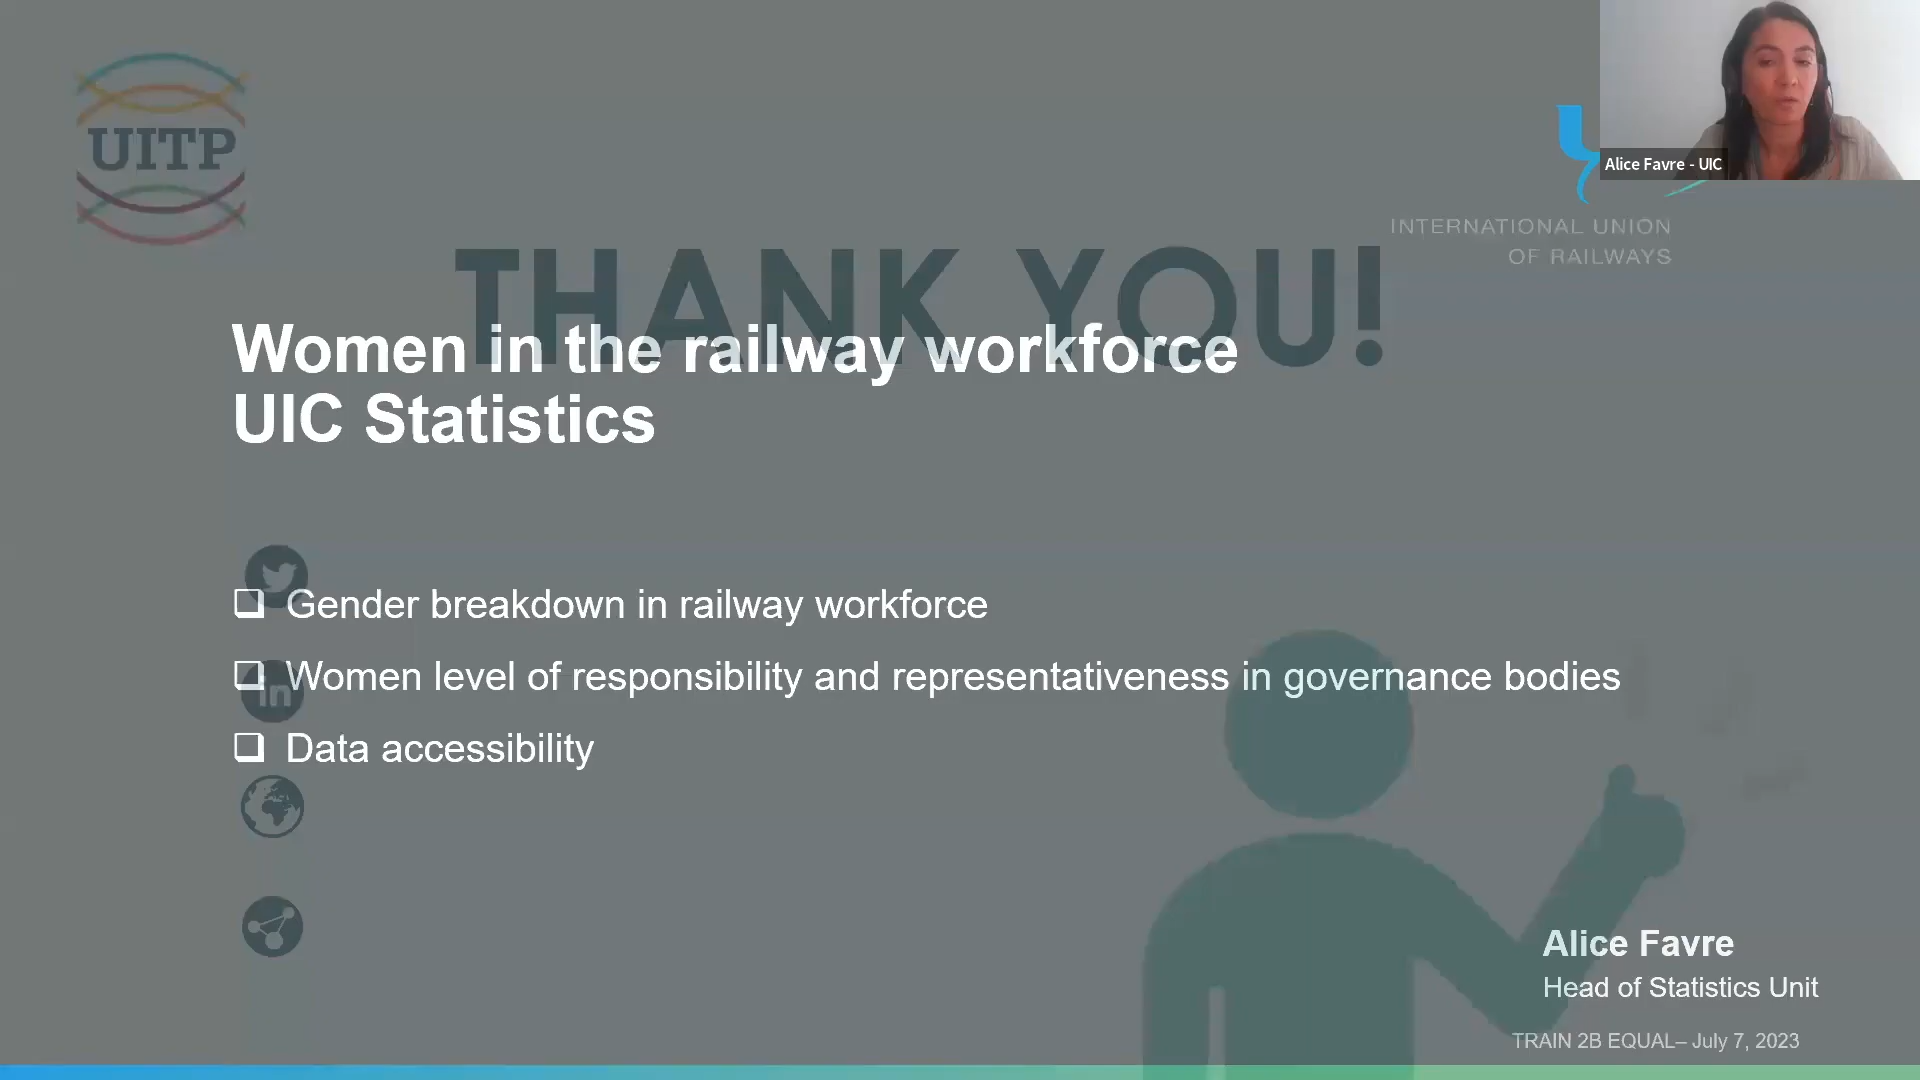 UITP
Alice Favre - UIC
INTERNATIONAL UNION
OF RAILWAYS
THANK YOU!
Women in the railway workforce
UIC Statistics
❑ Gender breakdown in railway workforce
in
❑ Women level of responsibility and representativeness in governance bodies
❑ Data accessibility
Alice Favre
Head of Statistics Unit
TRAIN 2B EQUAL– July 7, 2023